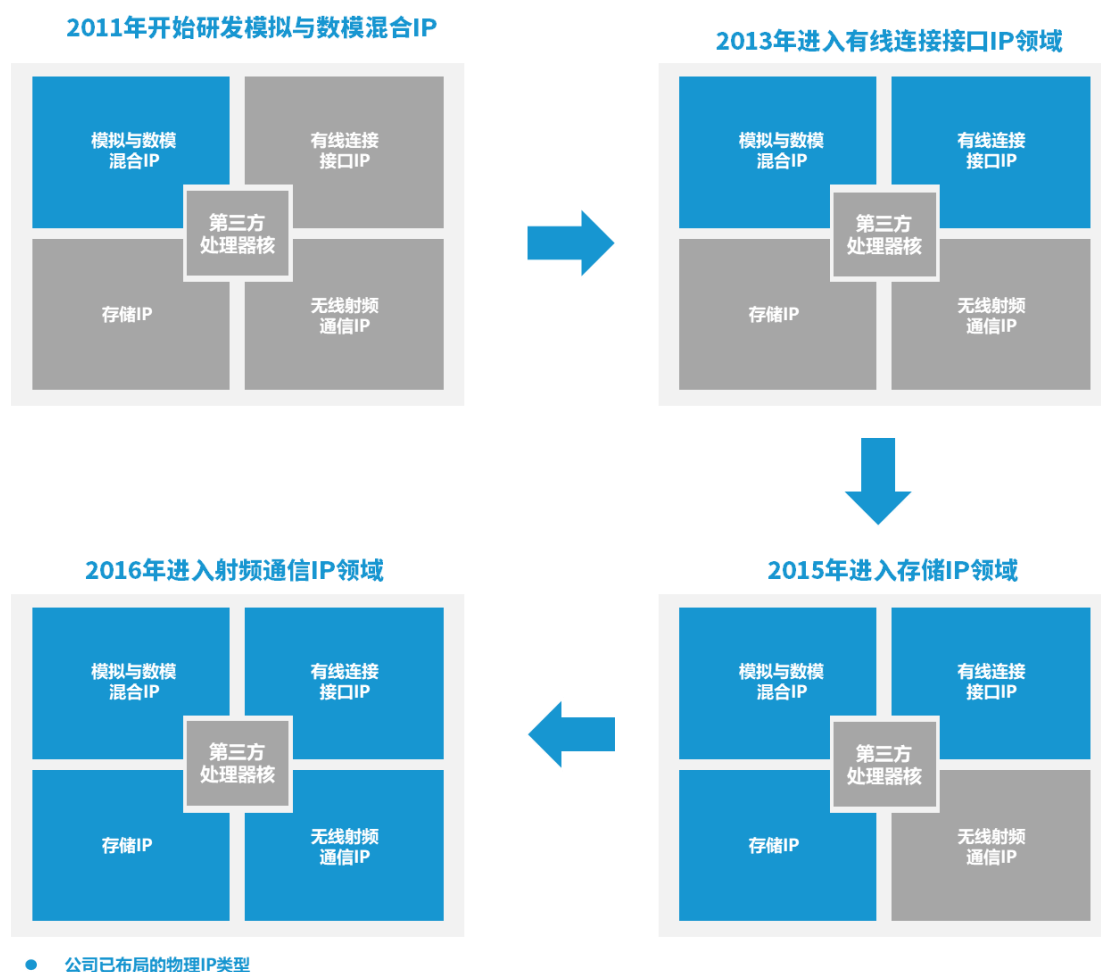 2011年开始研发模拟与数模混合IP
模拟与数模
混合IP
有线连接
接口IP
第三方
处理器核
存储IP
无线射频
通信IP
2013年进入有线连接接口IP领域
模拟与数模
混合IP
有线连接
接口IP
第三方
处理器核
存储IP
无线射频
通信IP
2015年进入存储IP领域
模拟与数模
混合IP
有线连接
接口IP
第三方
处理器核
存储IP
无线射频
通信IP
2016年进入射频通信IP领域
模拟与数模
混合IP
有线连接
接口IP
第三方
处理器核
存储IP
无线射频
通信IP
公司已布局的物理IP类型